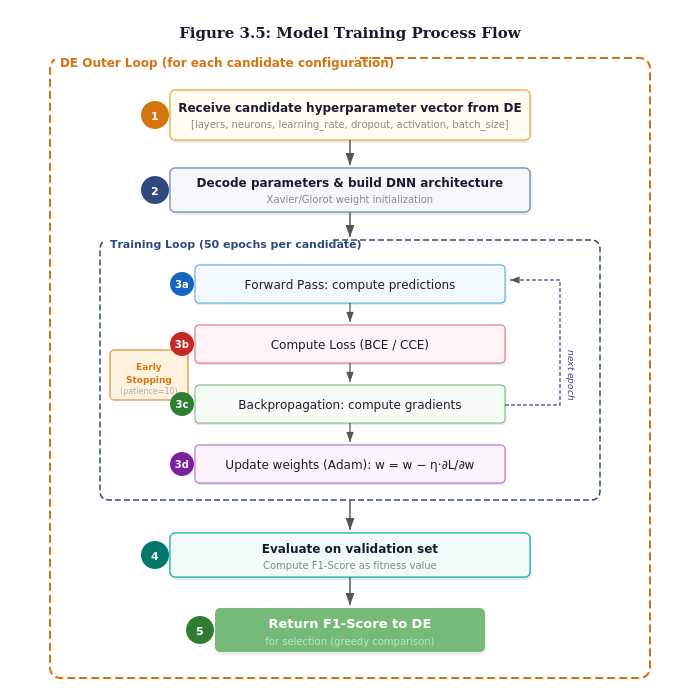 Figure 3.5: Model Training Process Flow
DE Outer Loop (for each candidate configuration)
1
Receive candidate hyperparameter vector from DE
[layers, neurons, learning_rate, dropout, activation, batch_size]
2
Decode parameters & build DNN architecture
Xavier/Glorot weight initialization
Training Loop (50 epochs per candidate)
3a
Forward Pass: compute predictions
3b
Compute Loss (BCE / CCE)
Early
Stopping
(patience=10)
next epoch
3c
Backpropagation: compute gradients
3d
Update weights (Adam): w = w − η·∂L/∂w
4
Evaluate on validation set
Compute F1-Score as fitness value
5
Return F1-Score to DE
for selection (greedy comparison)